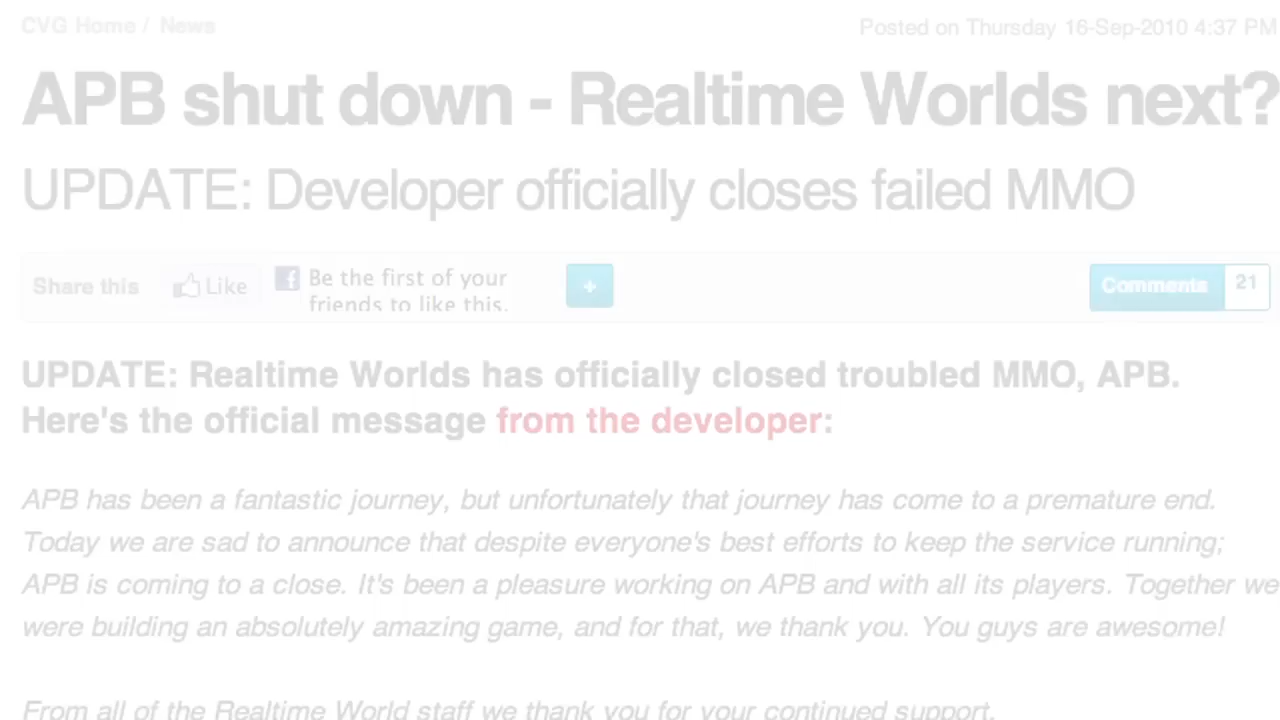 CVG Home / News
Posted on Thursday 16-Sep-2010 4:37 PM
APB shut down - Realtime Worlds next?
UPDATE: Developer officially closes failed MMO
Share this
Like
f
Be the first of your
friends to like this.
+
Comments
21
UPDATE: Realtime Worlds has officially closed troubled MMO, APB.
Here's the official message from the developer:
APB has been a fantastic journey, but unfortunately that journey has come to a premature end.
Today we are sad to announce that despite everyone's best efforts to keep the service running;
APB is coming to a close. It's been a pleasure working on APB and with all its players. Together we
were building an absolutely amazing game, and for that, we thank you. You guys are awesome!
From all of the Realtime World staff we thank you for your continued support.